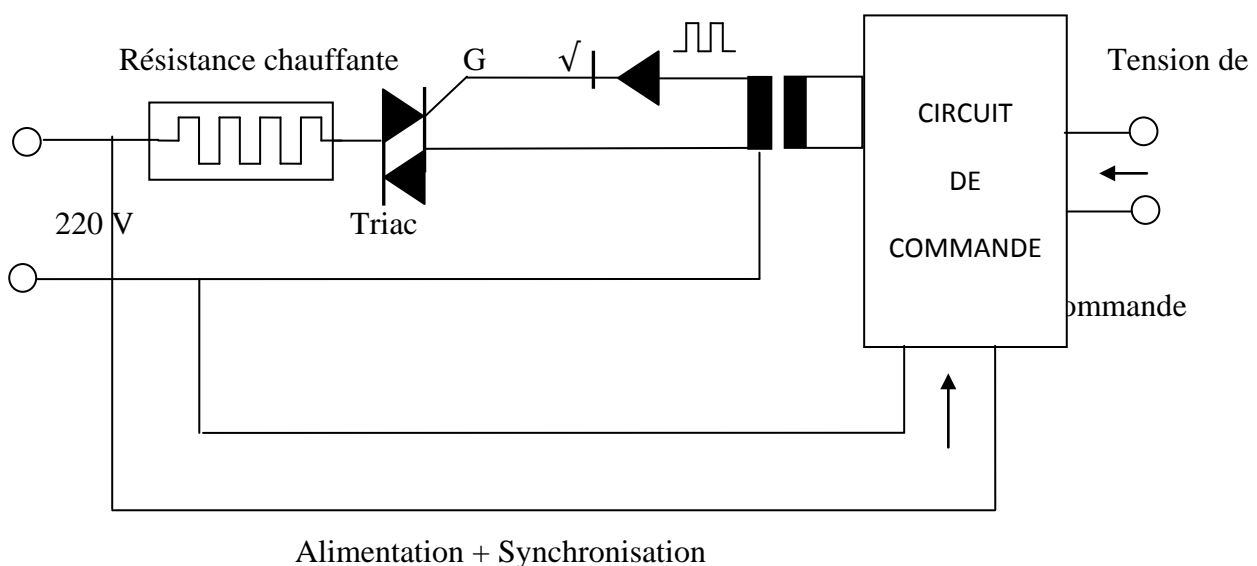 Résistance chauffante
G
√
Tension de
CIRCUIT
DE
COMMANDE
220 V
Triac
ommande
Alimentation + Synchronisation